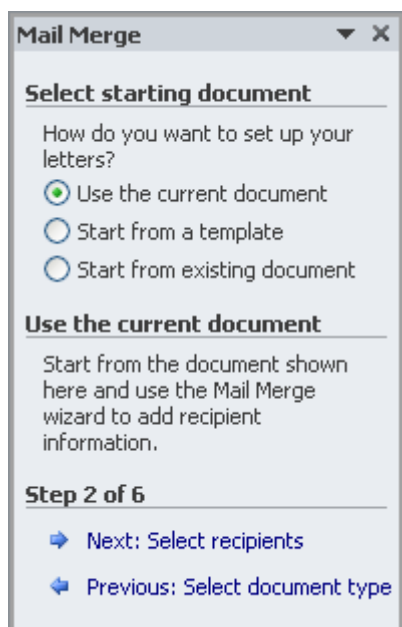 Mail Merge
Select starting document
How do you want to set up your
letters?
Use the current document
Start from a template
Start from existing document
Use the current document
Start from the document shown
here and use the Mail Merge
wizard to add recipient
information.
Step 2 of 6
Next: Select recipients
Previous: Select document type